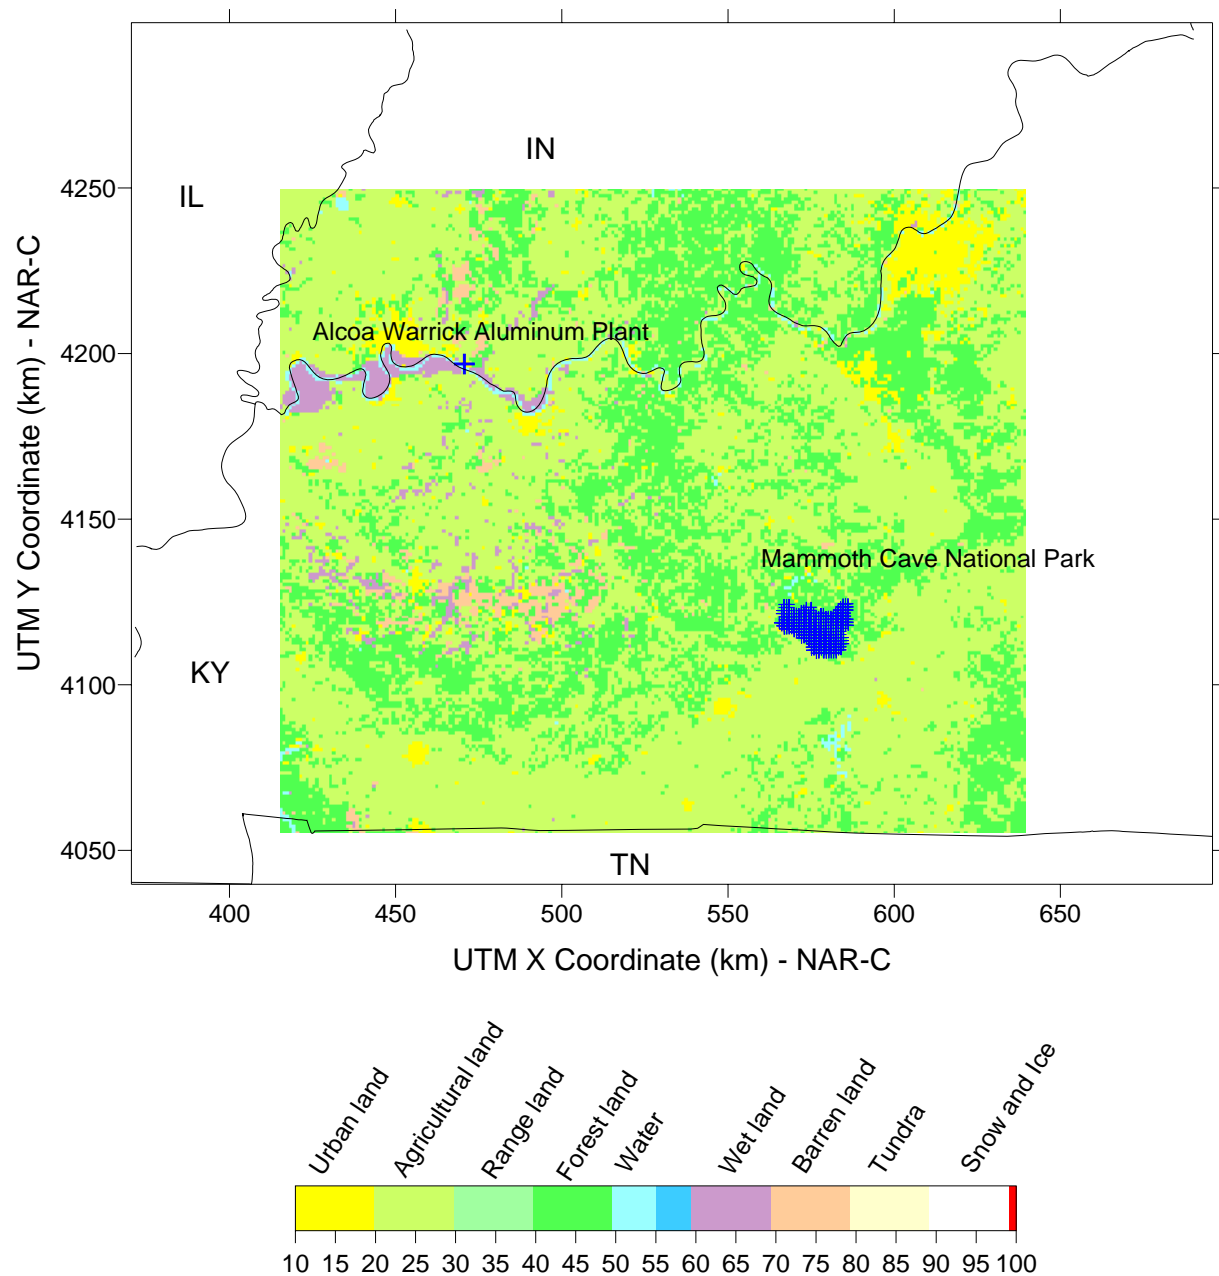 IN
IL
4250
Alcoa Warrick Aluminum Plant
4200
UTM Y Coordinate (km) - NAR-C
4150
Mammoth Cave National Park
KY
4100
4050
TN
400 450 500 550 600 650
UTM X Coordinate (km) - NAR-C
Urban land
Agricultural land
Range land
Forest land
Water
Wet land
Barren land
Tundra
Snow and Ice
10 15 20 25 30 35 40 45 50 55 60 65 70 75 80 85 90 95 100